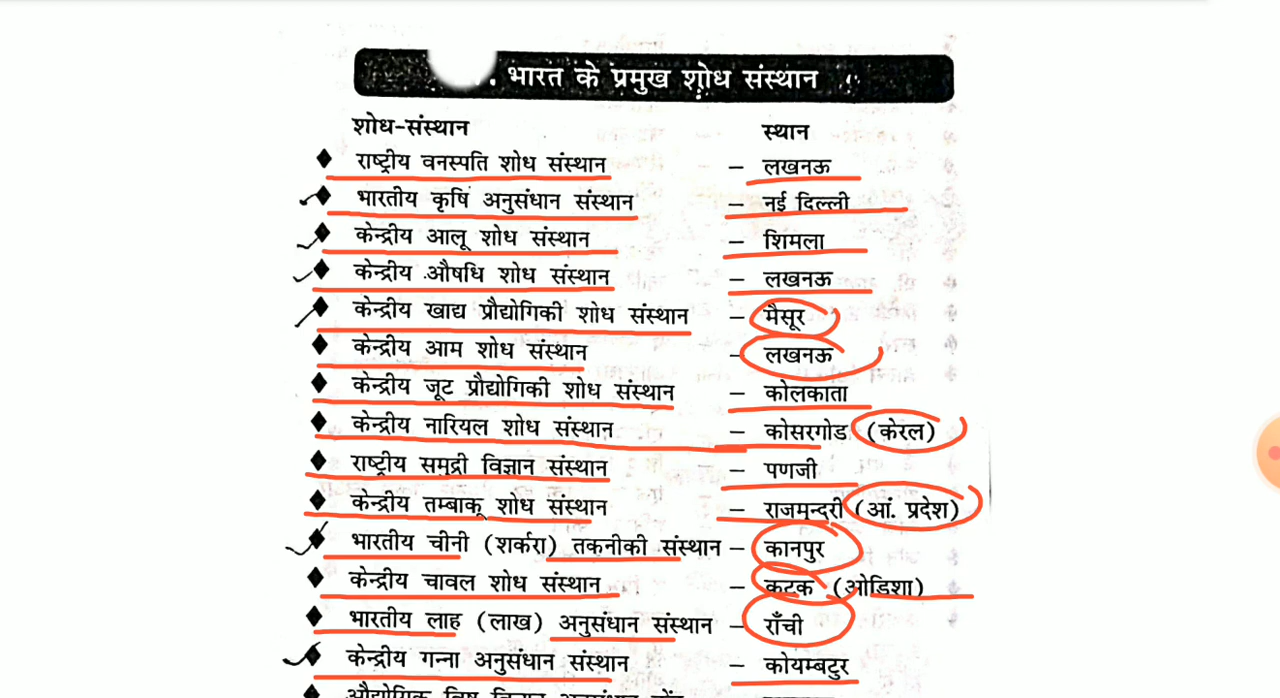 भारत के प्रमुख शोध संस्थान
शोध-संस्थान स्थान
♦ राष्ट्रीय वनस्पति शोध संस्थान – लखनऊ
♦ भारतीय कृषि अनुसंधान संस्थान – नई दिल्ली
♦ केन्द्रीय आलू शोध संस्थान – शिमला
♦ केन्द्रीय औषधि शोध संस्थान – लखनऊ
♦ केन्द्रीय खाद्य प्रौद्योगिकी शोध संस्थान – मैसूर
♦ केन्द्रीय आम शोध संस्थान – लखनऊ
♦ केन्द्रीय जूट प्रौद्योगिकी शोध संस्थान – कोलकाता
♦ केन्द्रीय नारियल शोध संस्थान – कोसरगोड (केरल)
♦ राष्ट्रीय समुद्री विज्ञान संस्थान – पणजी
♦ केन्द्रीय तम्बाकू शोध संस्थान – राजमुन्दरी (आं. प्रदेश)
♦ भारतीय चीनी (शर्करा) तकनीकी संस्थान – कानपुर
♦ केन्द्रीय चावल शोध संस्थान – कटक (ओडिशा)
♦ भारतीय लाह (लाख) अनुसंधान संस्थान – राँची
♦ केन्द्रीय गन्ना अनुसंधान संस्थान – कोयम्बटुर